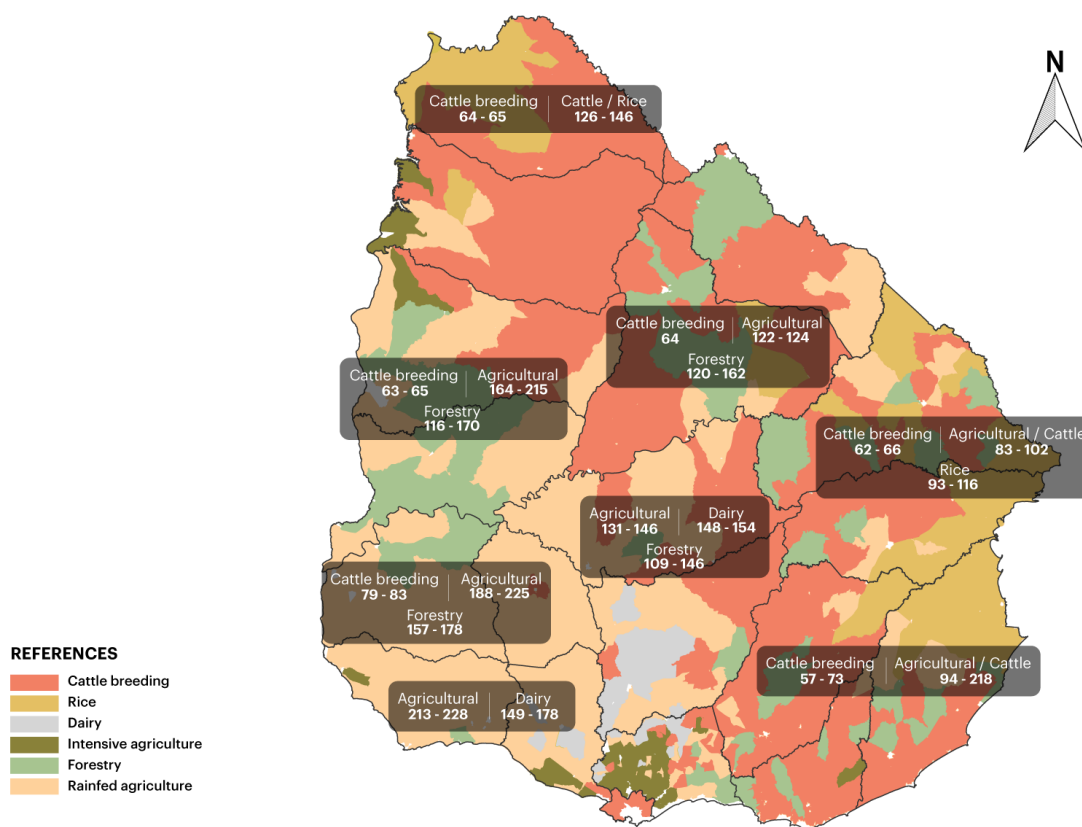 N
Cattle breeding | Cattle / Rice
64 - 65 126 - 146
Cattle breeding | Agricultural
64 122 - 124
Forestry
120 - 162
Cattle breeding | Agricultural
63 - 65 164 - 215
Forestry
116 - 170
Cattle breeding | Agricultural / Cattle
62 - 66 83 - 102
Rice
93 - 116
Agricultural | Dairy
131 - 146 148 - 154
Forestry
109 - 146
Cattle breeding | Agricultural
79 - 83 188 - 225
Forestry
157 - 178
Cattle breeding | Agricultural / Cattle
57 - 73 94 - 218
Agricultural | Dairy
213 - 228 149 - 178
REFERENCES
Cattle breeding
Rice
Dairy
Intensive agriculture
Forestry
Rainfed agriculture